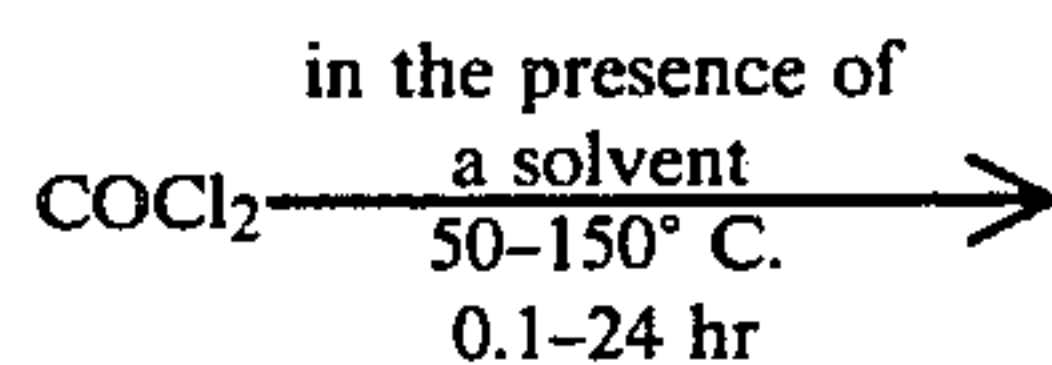 in the presence of
a solvent
COCl₂
50–150° C.
0.1–24 hr